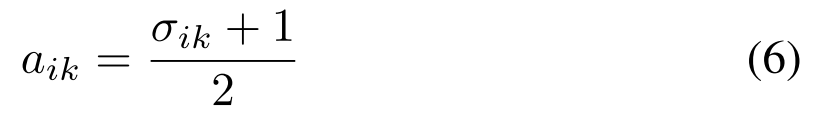 a_{ik} = \frac{\sigma_{ik} + 1}{2} (6)